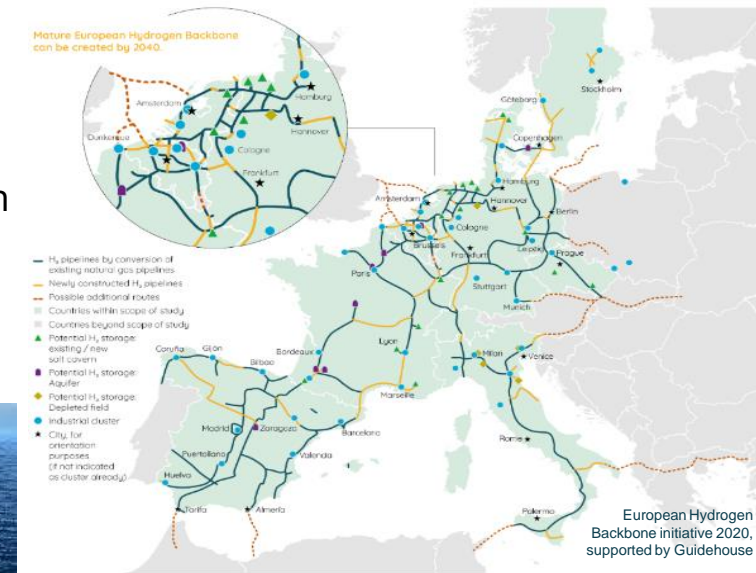 Mature European Hydrogen Backbone
can be created by 2040.
Amsterdam
Hamburg
Hannover
Dunkerque
Cologne
Frankfurt
n
H₂ pipelines by conversion of
existing natural gas pipelines
Newly constructed H₂ pipelines
Possible additional routes
Countries within scope of study
Countries beyond scope of study
Potential H₂ storage:
existing / new
salt cavern
Potential H₂ storage:
Aquifer
Potential H₂ storage:
Depleted field
Industrial cluster
City, for
orientation
purposes
(if not indicated
as cluster already)
Stockholm
Göteborg
Copenhagen
Hamburg
Amsterdam
Hannover
Berlin
Cologne
Brussels
Leipzig
Frankfurt
Prague
Paris
Stuttgart
Munich
Lyon
Milan
Venice
Coruña
Gijón
Bilbao
Bordeaux
Marseille
Madrid
Zaragoza
Barcelona
Puertollano
Valencia
Huelva
Tarifa
Almería
Rome
Palermo
European Hydrogen
Backbone initiative 2020,
supported by Guidehouse